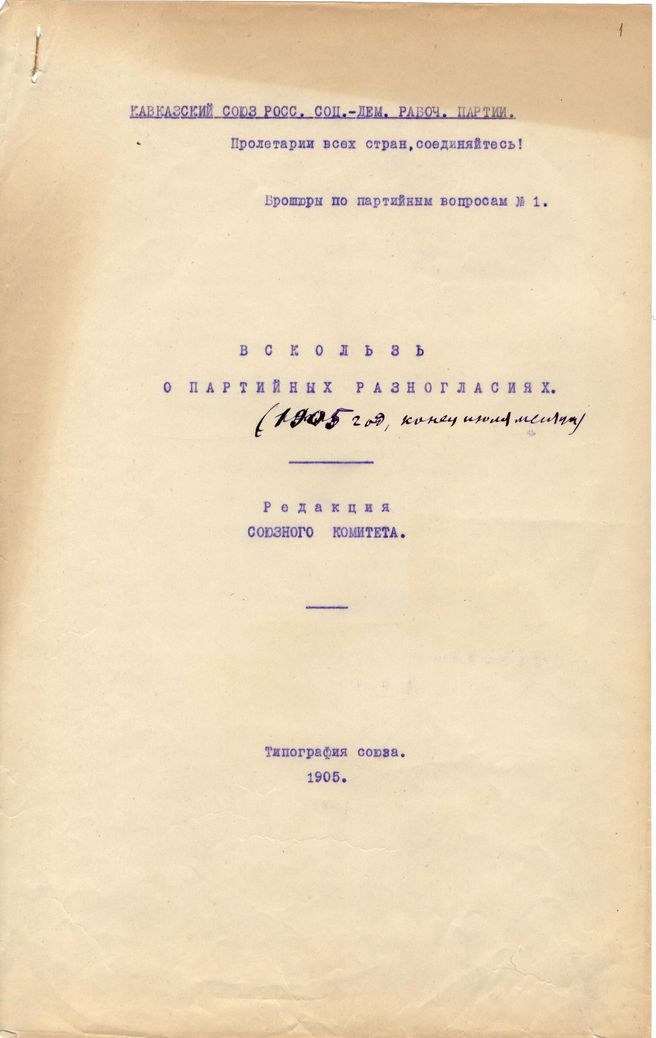 1
КАВКАЗСКИЙ СОЮЗ РОСС. СОЦ.-ДЕМ. РАБОЧ. ПАРТИИ.
Пролетарии всех стран,соединяйтесь!
Брошюры по партийным вопросам № 1.
ВСКОЛЬЗЬ
О ПАРТИЙНЫХ РАЗНОГЛАСИЯХ.
(1905 год, конец июля месяца)
Редакция
СОЮЗНОГО КОМИТЕТА.
Типография союза.
1905.